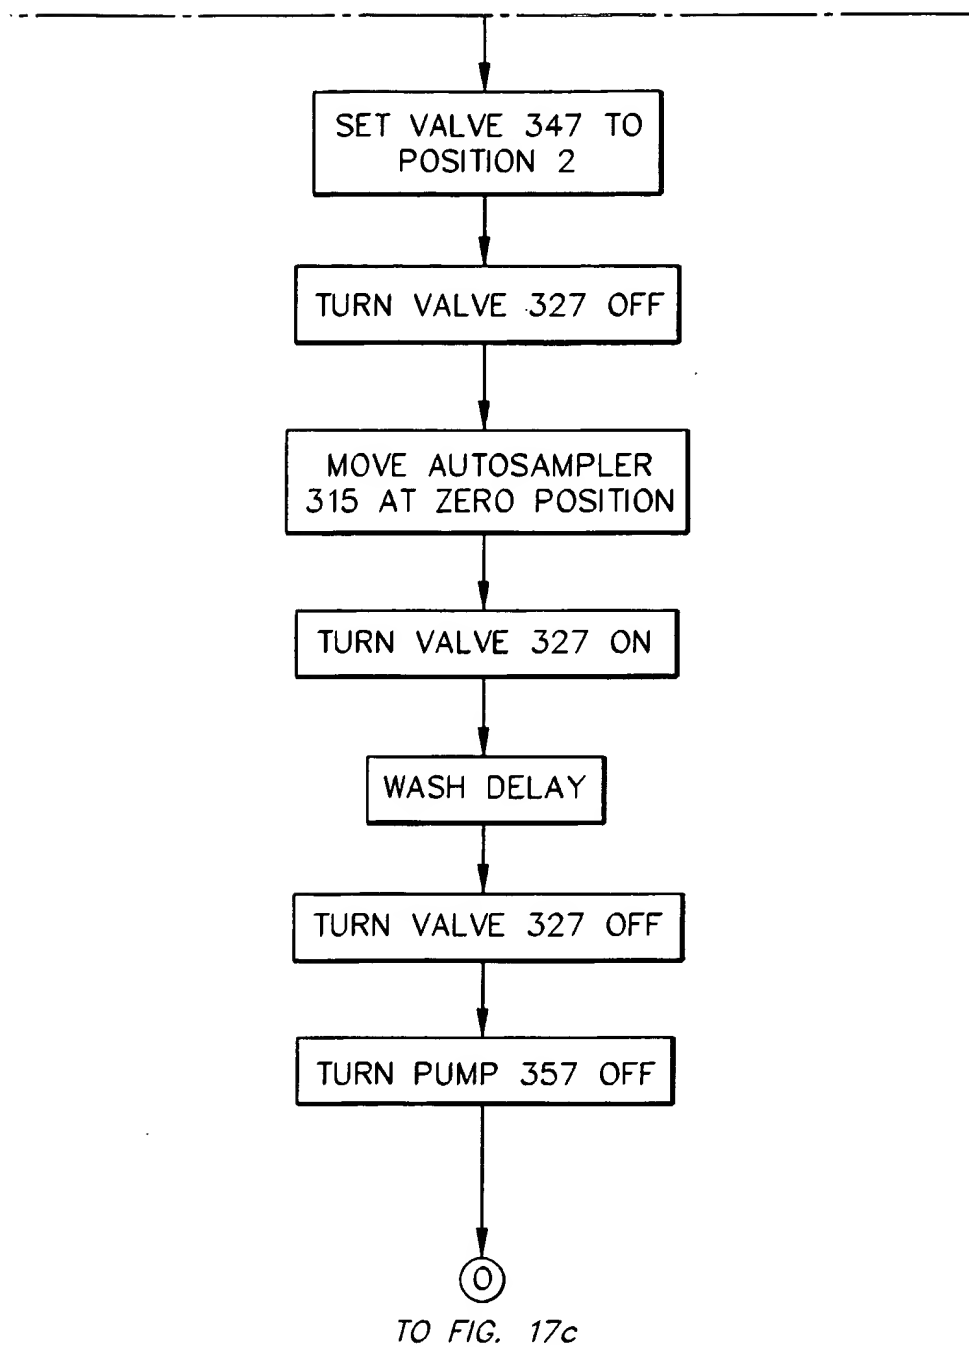 SET VALVE 347 TO
POSITION 2
TURN VALVE 327 OFF
MOVE AUTOSAMPLER
315 AT ZERO POSITION
TURN VALVE 327 ON
WASH DELAY
TURN VALVE 327 OFF
TURN PUMP 357 OFF
O
TO FIG. 17c